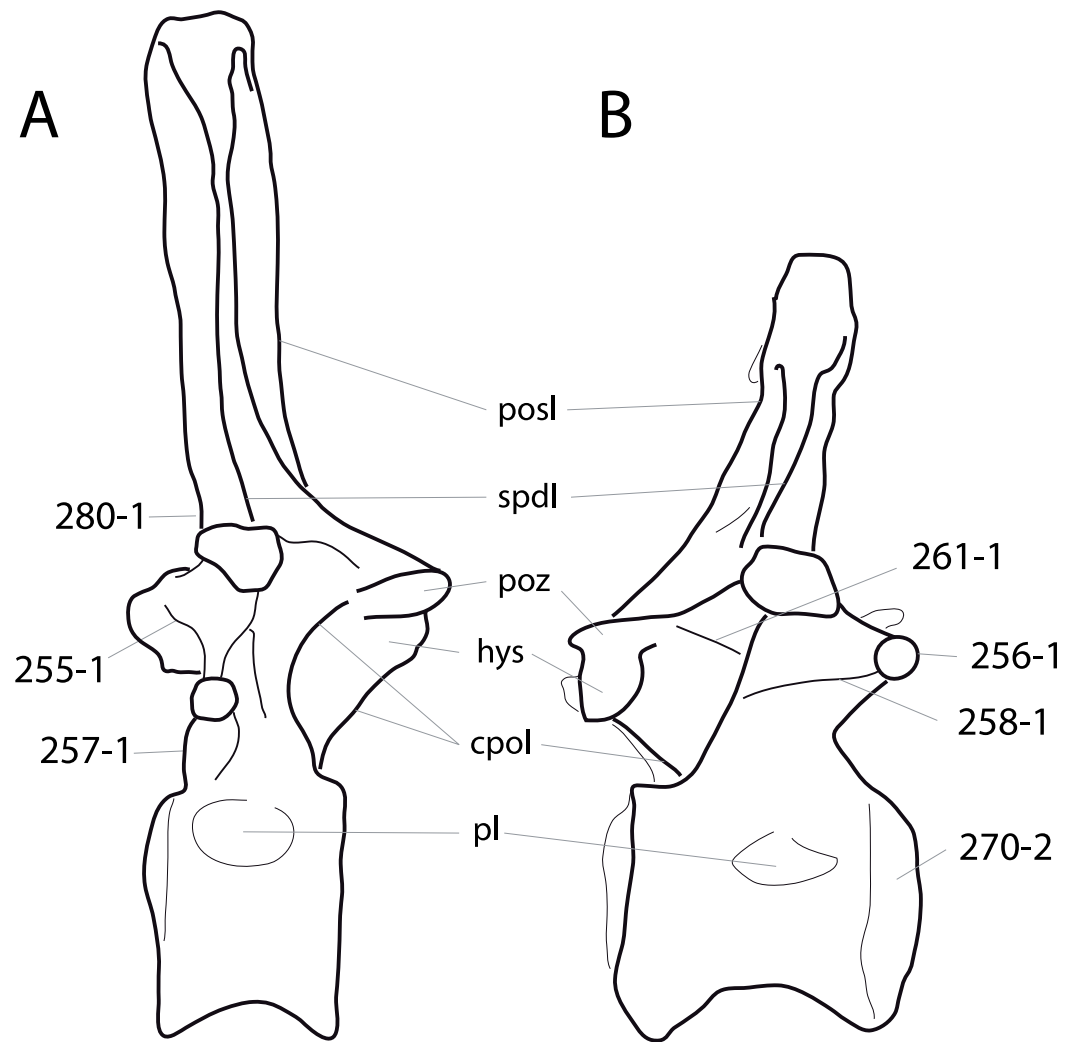 A
B
posl
spdl
280-1
261-1
poz
hys
255-1
256-1
258-1
257-1
cpol
pl
270-2